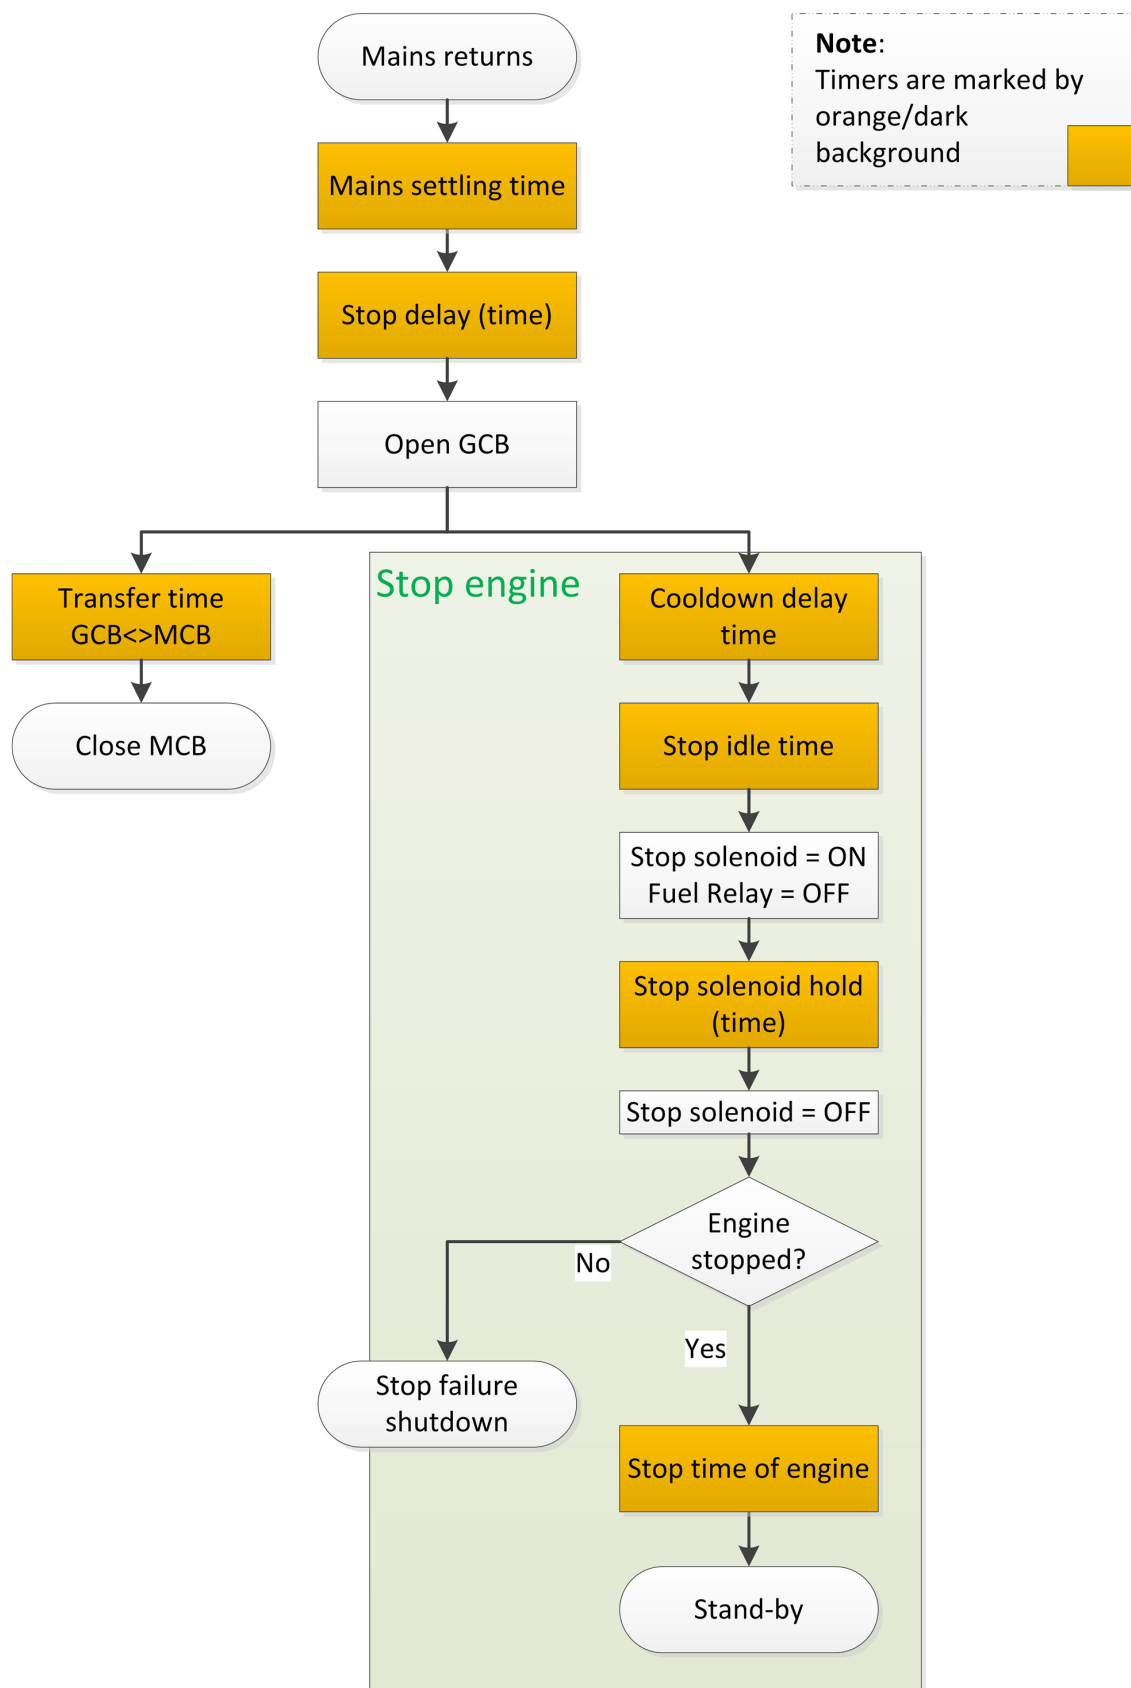 Mains returns
Note:
Timers are marked by
orange/dark
background
Mains settling time
Stop delay (time)
Open GCB
Transfer time
GCB<>MCB
Close MCB
Stop engine
Cooldown delay
time
Stop idle time
Stop solenoid = ON
Fuel Relay = OFF
Stop solenoid hold
(time)
Stop solenoid = OFF
Engine
stopped?
No
Yes
Stop failure
shutdown
Stop time of engine
Stand-by